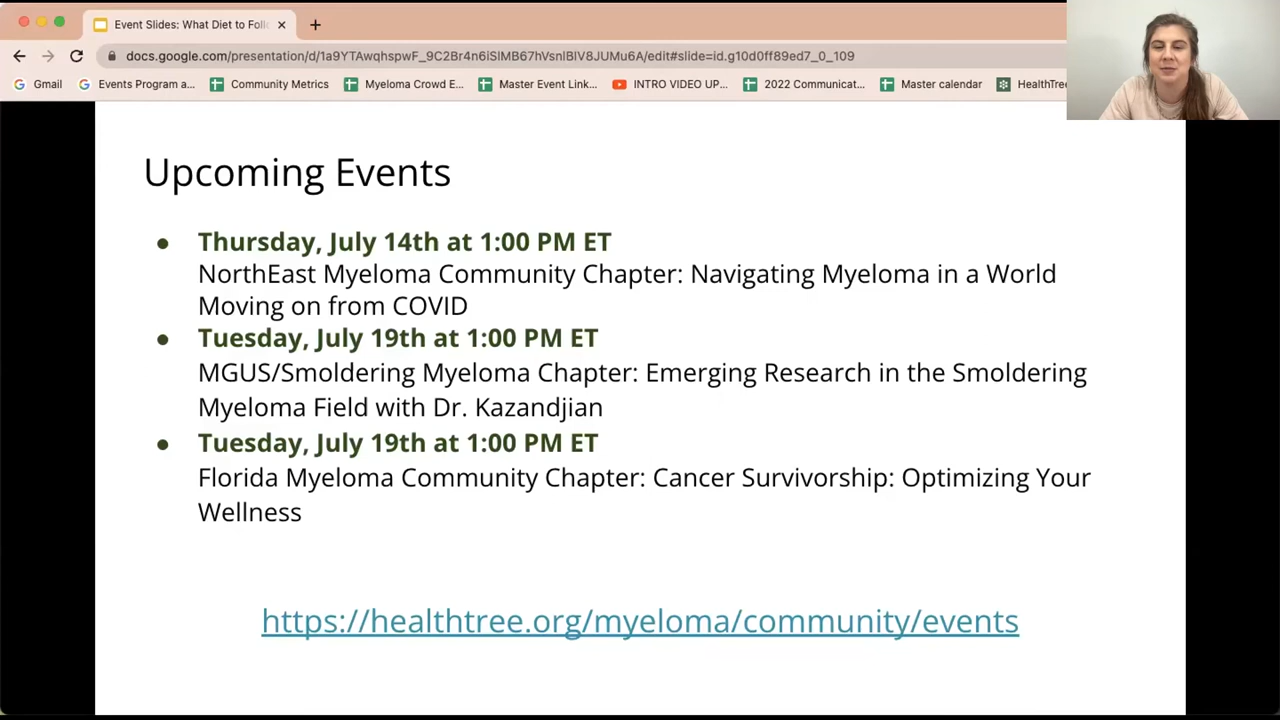 Event Slides: What Diet to Foll
docs.google.com/presentation/d/1a9YTAwqhspwF_9C2Br4n6iSlMB67hVsnlBlV8JUMu6A/edit#slide=id.g10d0ff89ed7_0_109
Gmail Events Program a... Community Metrics Myeloma Crowd E... Master Event Link... INTRO VIDEO UP... 2022 Communicat... Master calendar HealthTree
Upcoming Events
● Thursday, July 14th at 1:00 PM ET
NorthEast Myeloma Community Chapter: Navigating Myeloma in a World
Moving on from COVID
● Tuesday, July 19th at 1:00 PM ET
MGUS/Smoldering Myeloma Chapter: Emerging Research in the Smoldering
Myeloma Field with Dr. Kazandjian
● Tuesday, July 19th at 1:00 PM ET
Florida Myeloma Community Chapter: Cancer Survivorship: Optimizing Your
Wellness
https://healthtree.org/myeloma/community/events